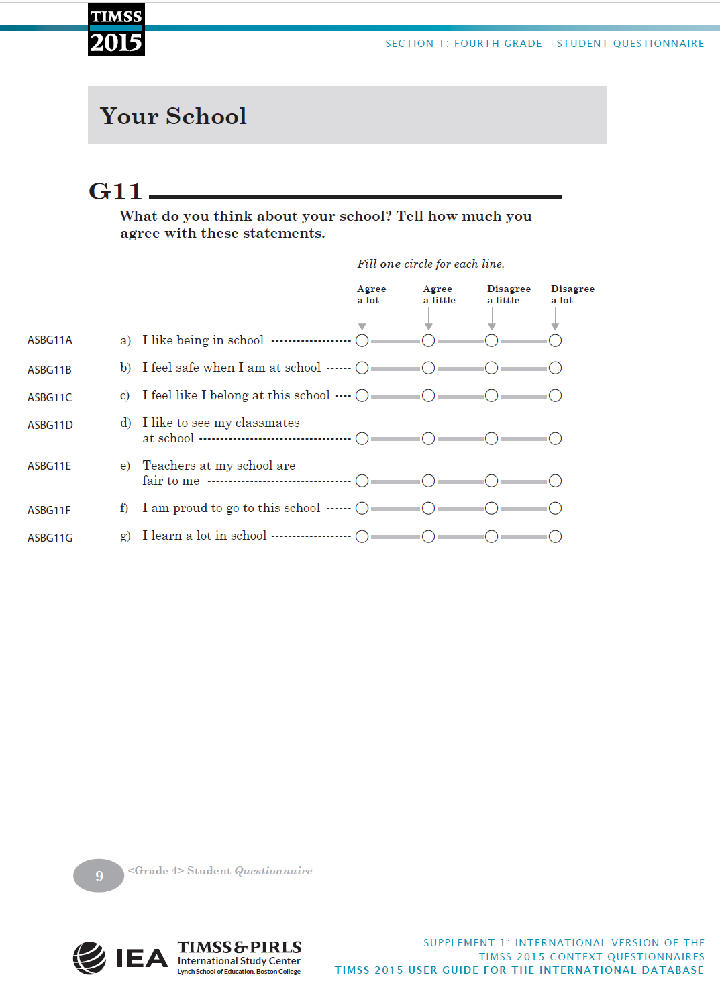 TIMSS
2015
SECTION 1: FOURTH GRADE – STUDENT QUESTIONNAIRE
Your School
G11
What do you think about your school? Tell how much you
agree with these statements.
Fill one circle for each line.
Agree a lot Agree a little Disagree a little Disagree a lot
ASBG11A a) I like being in school
ASBG11B b) I feel safe when I am at school
ASBG11C c) I feel like I belong at this school
ASBG11D d) I like to see my classmates
at school
ASBG11E e) Teachers at my school are
fair to me
ASBG11F f) I am proud to go to this school
ASBG11G g) I learn a lot in school
9 <Grade 4> Student Questionnaire
IEA
TIMSS & PIRLS
International Study Center
Lynch School of Education, Boston College
SUPPLEMENT 1: INTERNATIONAL VERSION OF THE
TIMSS 2015 CONTEXT QUESTIONNAIRES
TIMSS 2015 USER GUIDE FOR THE INTERNATIONAL DATABASE